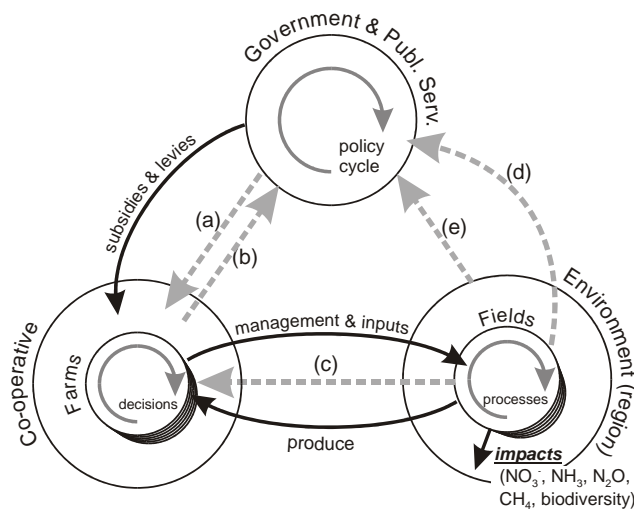 Government & Publ. Serv.
policy
cycle
subsidies & levies
(a)
(b)
(d)
(e)
Co-operative
Farms
decisions
management & inputs
(c)
produce
Environment (region)
Fields
processes
impacts
(NO₃⁻, NH₃, N₂O,
CH₄, biodiversity)